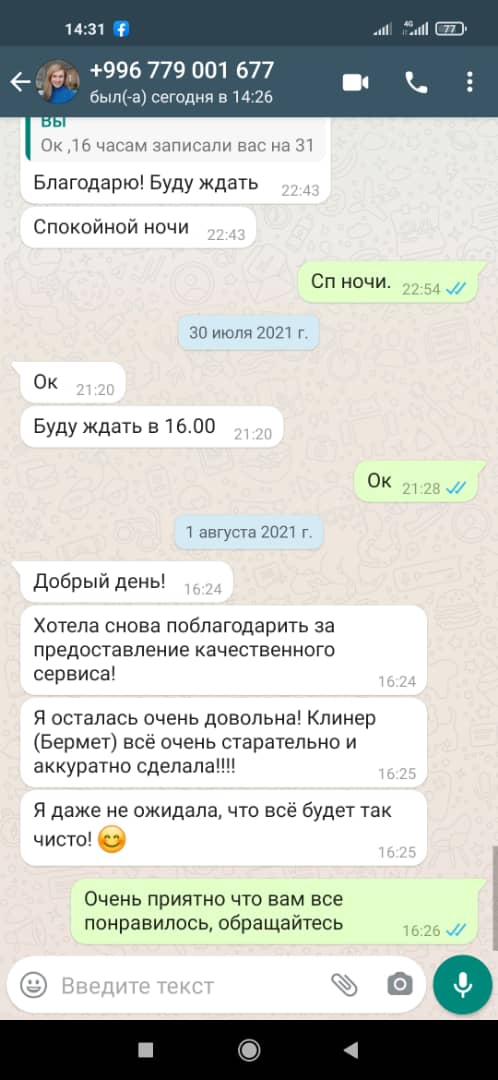 14:31
4G
77
+996 779 001 677
был(-а) сегодня в 14:26
Вы
Ок ,16 часам записали вас на 31
Благодарю! Буду ждать 22:43
Спокойной ночи 22:43
Сп ночи. 22:54
30 июля 2021 г.
Ок 21:20
Буду ждать в 16.00 21:20
Ок 21:28
1 августа 2021 г.
Добрый день! 16:24
Хотела снова поблагодарить за
предоставление качественного
сервиса! 16:24
Я осталась очень довольна! Клинер
(Бермет) всё очень старательно и
аккуратно сделала!!!! 16:25
Я даже не ожидала, что всё будет так
чисто! 😊 16:25
Очень приятно что вам все
понравилось, обращайтесь 16:26
Введите текст